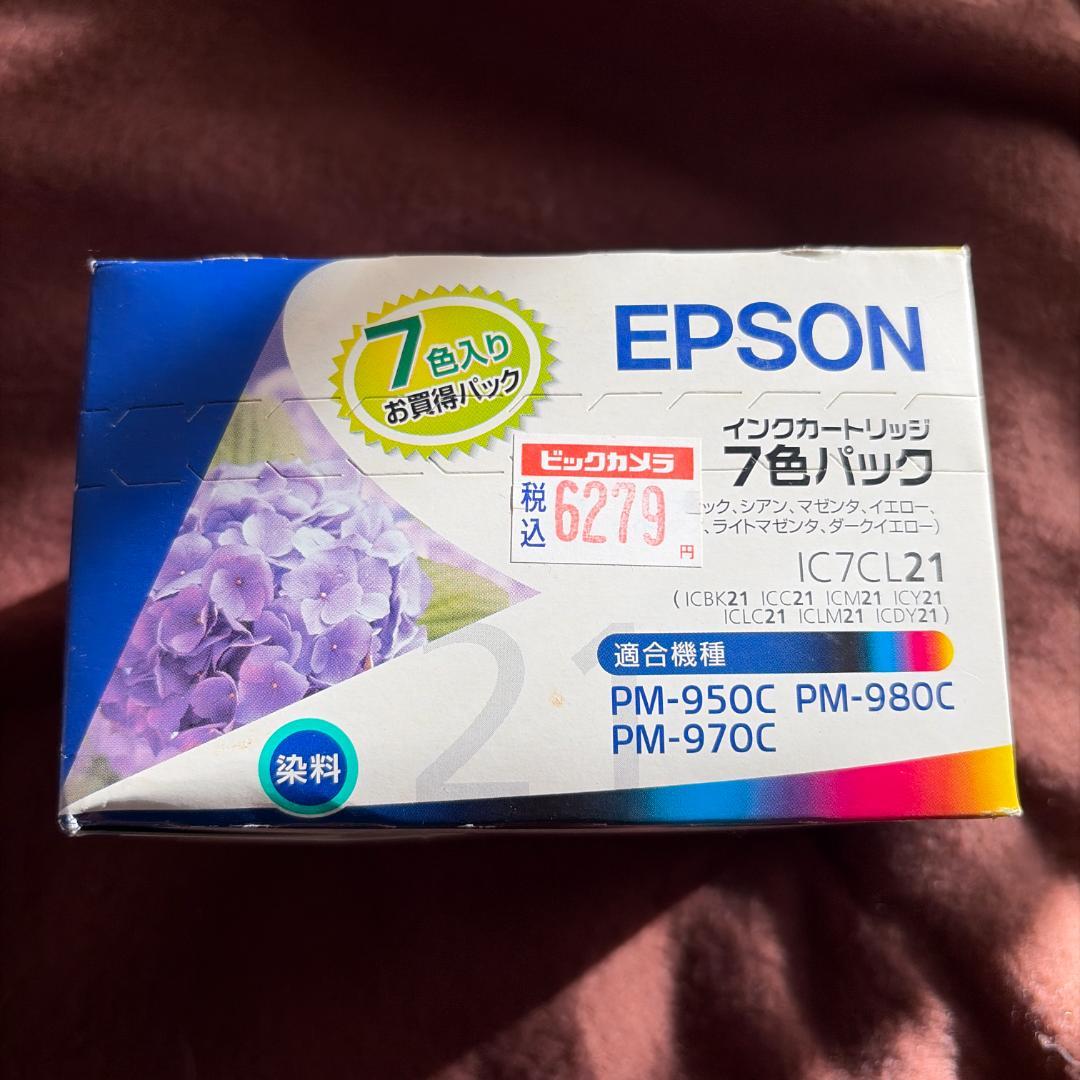 7色入り
お買得パック
EPSON
インクカートリッジ
7色パック
ビックカメラ
税込
6279
円
ック、シアン、マゼンタ、イエロー、
、ライトマゼンタ、ダークイエロー)
IC7CL21
(ICBK21 ICC21 ICM21 ICY21
ICLC21 ICLM21 ICDY21)
適合機種
PM-950C PM-980C
PM-970C
21
染料